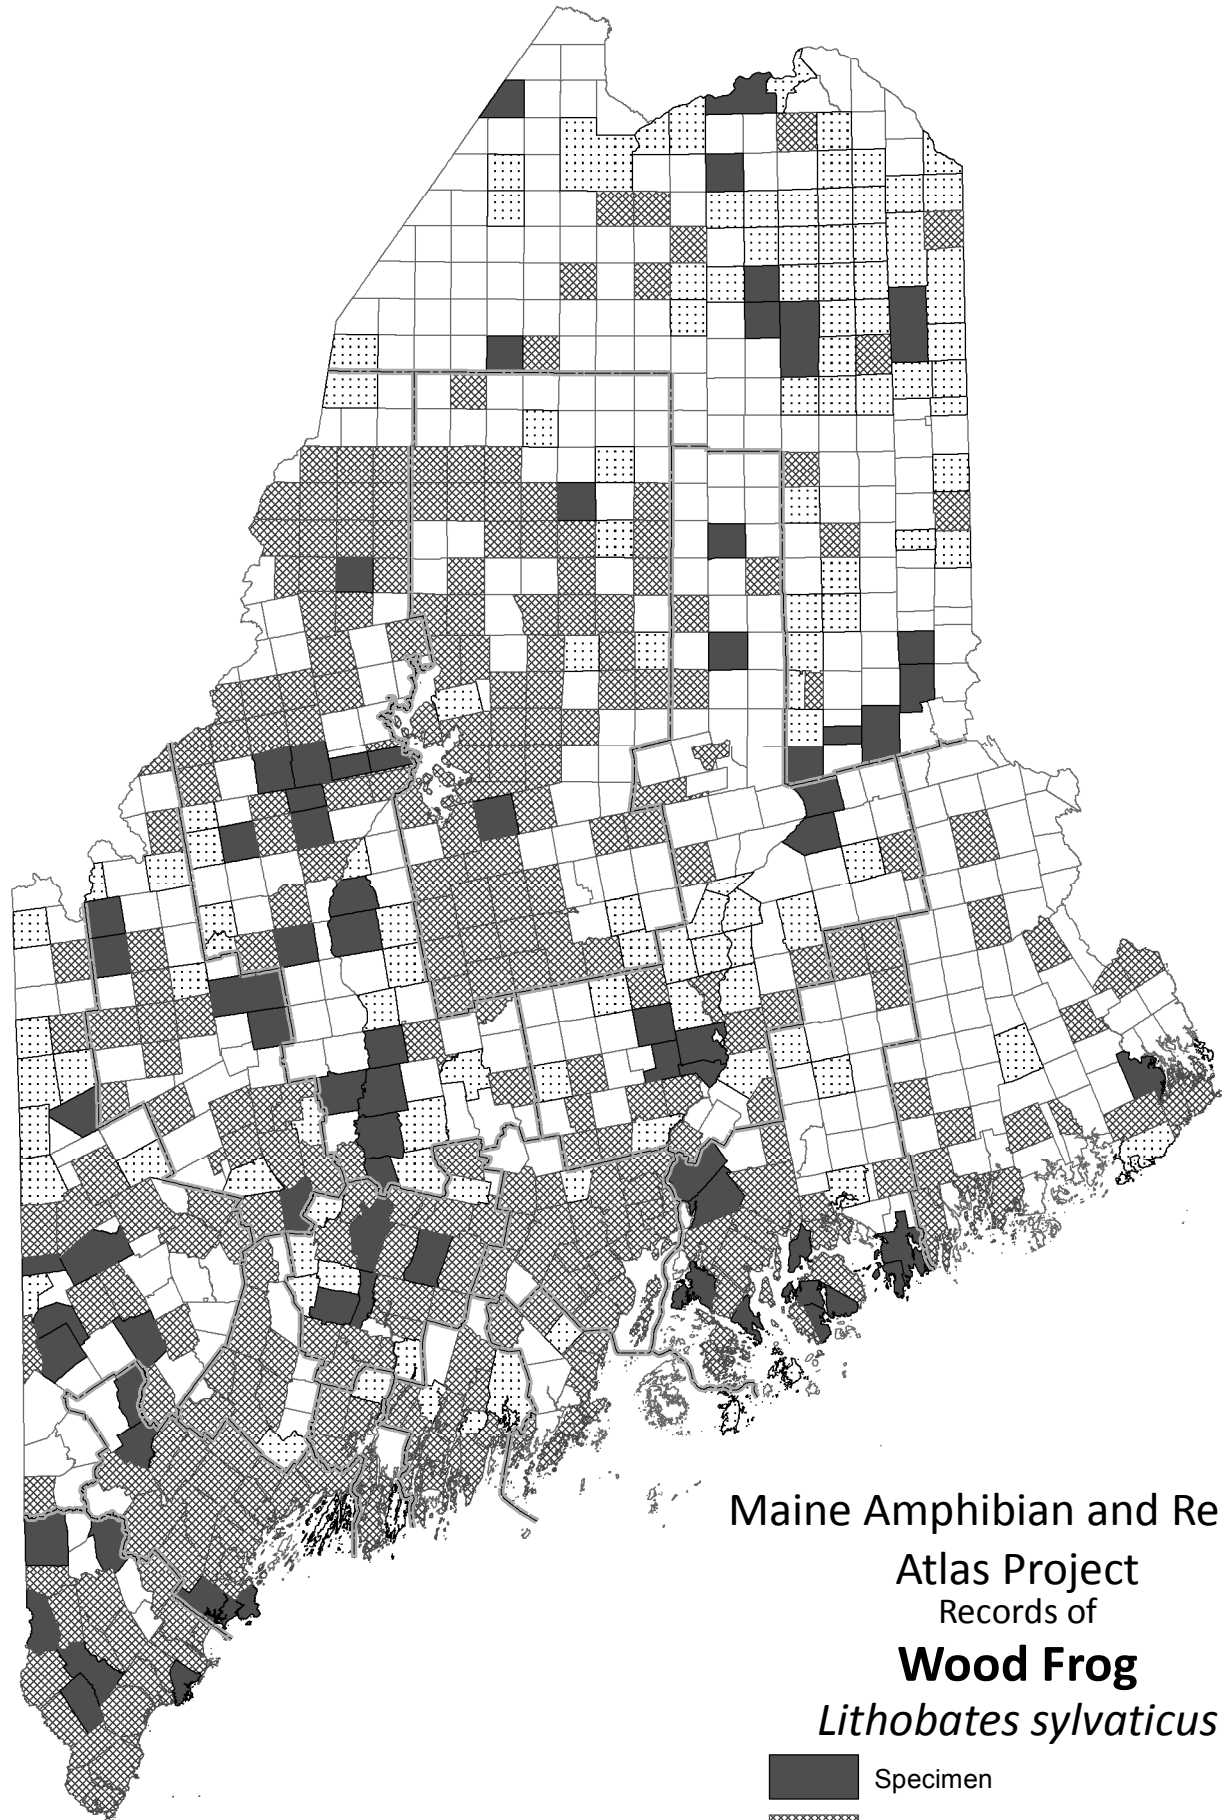 Maine Amphibian and Re
Atlas Project
Records of
Wood Frog
Lithobates sylvaticus
Specimen